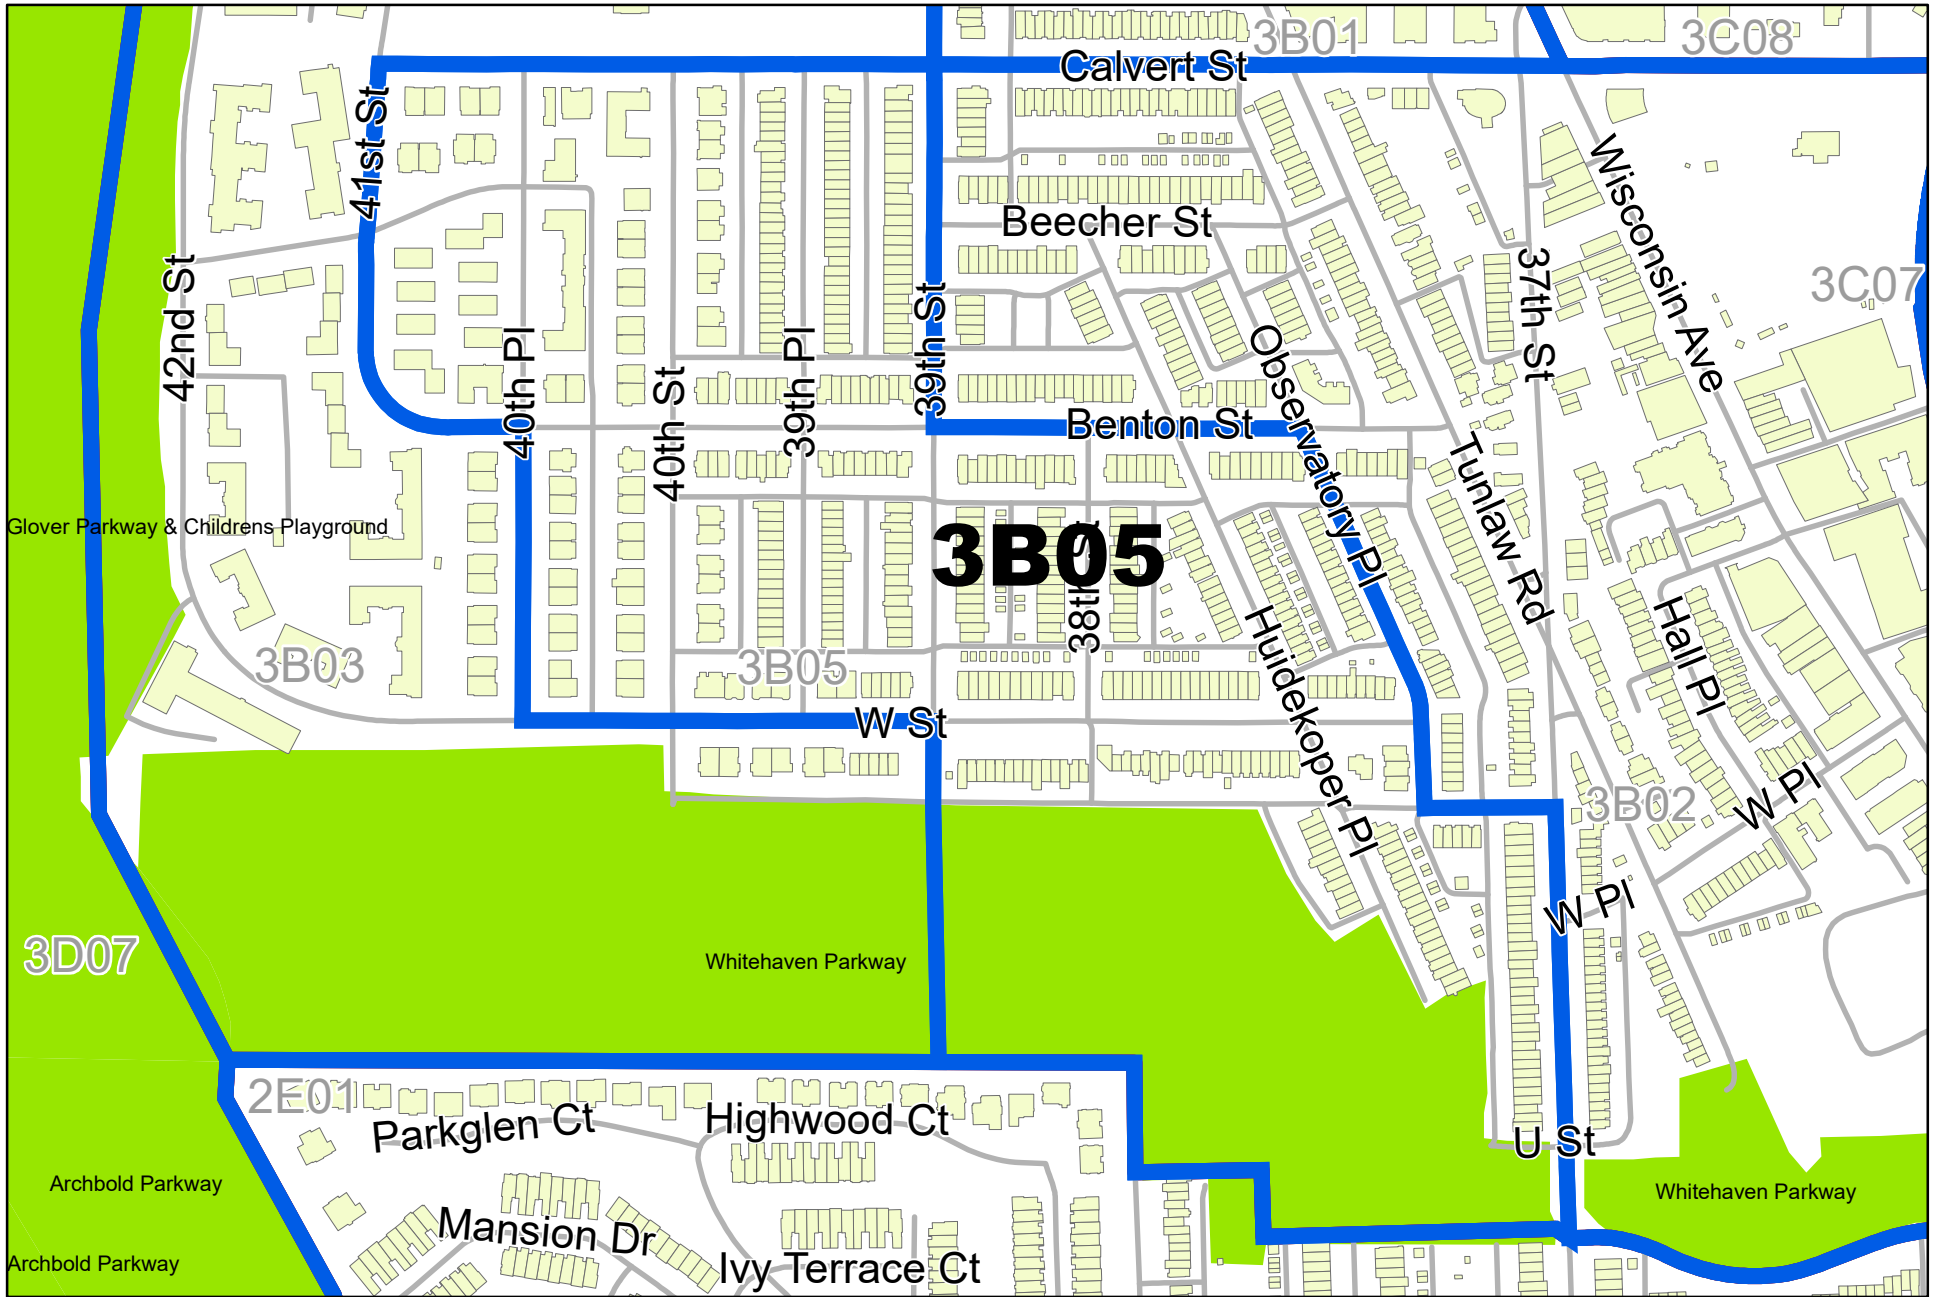 3B01
3C08
Calvert St
41st St
Wisconsin Ave
Beecher St
37th St
3C07
42nd St
39th St
40th Pl
39th Pl
40th St
Observatory Pl
Benton St
Tunlaw Rd
Glover Parkway & Childrens Playground
3B05
38th St
Huidekoper Pl
Hall Pl
3B03
3B05
W St
W Pl
3B02
W Pl
3D07
Whitehaven Parkway
2E01
Parkglen Ct
Highwood Ct
U St
Archbold Parkway
Whitehaven Parkway
Mansion Dr
Archbold Parkway
Ivy Terrace Ct